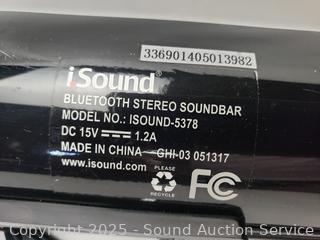 336901405013982
iSound®
BLUETOOTH STEREO SOUNDBAR
MODEL NO.: ISOUND-5378
DC 15V 1.2A
MADE IN CHINA GHI-03 051317
www.isound.com
PLEASE
RECYCLE
FC
Copyright 2025 - Sound Auction Service